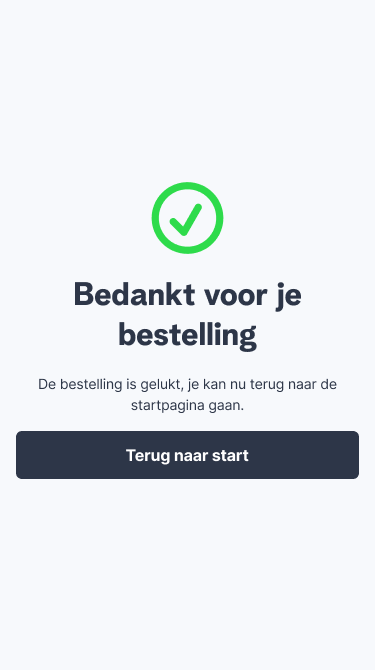 Bedankt voor je
bestelling
De bestelling is gelukt, je kan nu terug naar de
startpagina gaan.
Terug naar start